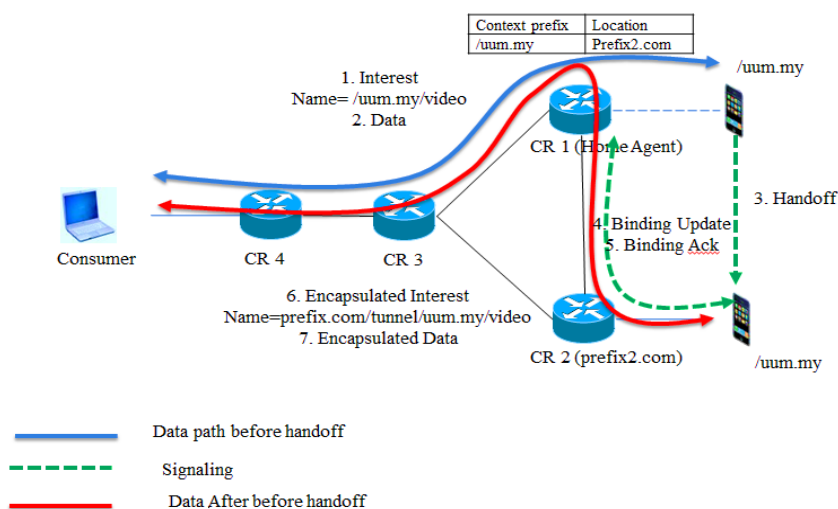 Context prefix Location
/uum.my Prefix2.com
/uum.my
1. Interest
Name= /uum.my/video
2. Data
CR 1 (Home Agent)
3. Handoff
4. Binding Update
5. Binding Ack
Consumer
CR 4
CR 3
6. Encapsulated Interest
Name=prefix.com/tunnel/uum.my/video
7. Encapsulated Data
CR 2 (prefix2.com)
/uum.my
Data path before handoff
Signaling
Data After before handoff